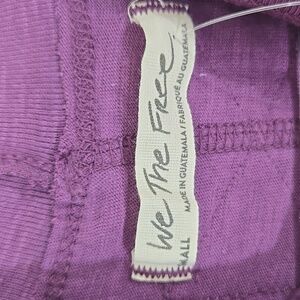 We The Free
MADE IN GUATEMALA / FABRIQUÉ AU GUATEMALA
MALL